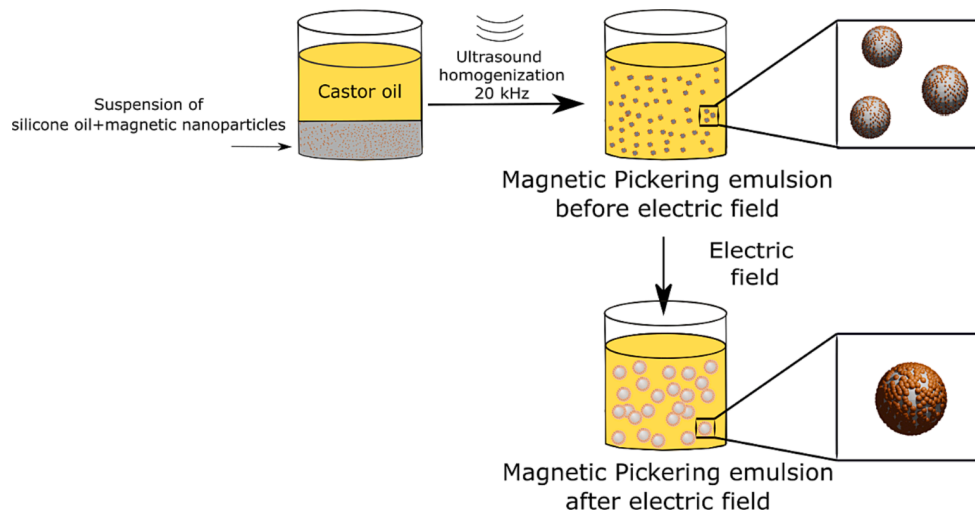 Castor oil
Ultrasound
homogenization
20 kHz
Suspension of
silicone oil+magnetic nanoparticles
Magnetic Pickering emulsion
before electric field
Electric
field
Magnetic Pickering emulsion
after electric field